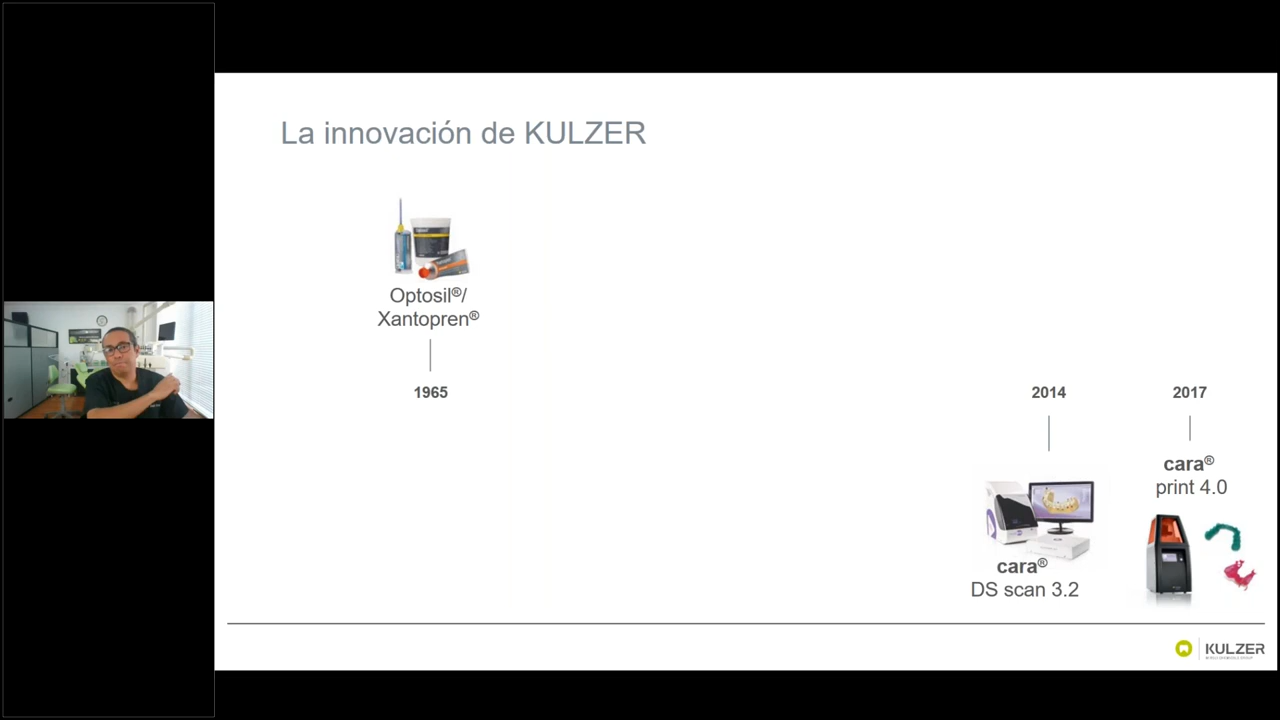 La innovación de KULZER
Optosil®/
Xantopren®
1965
2014
2017
cara®
print 4.0
cara®
DS scan 3.2
KULZER